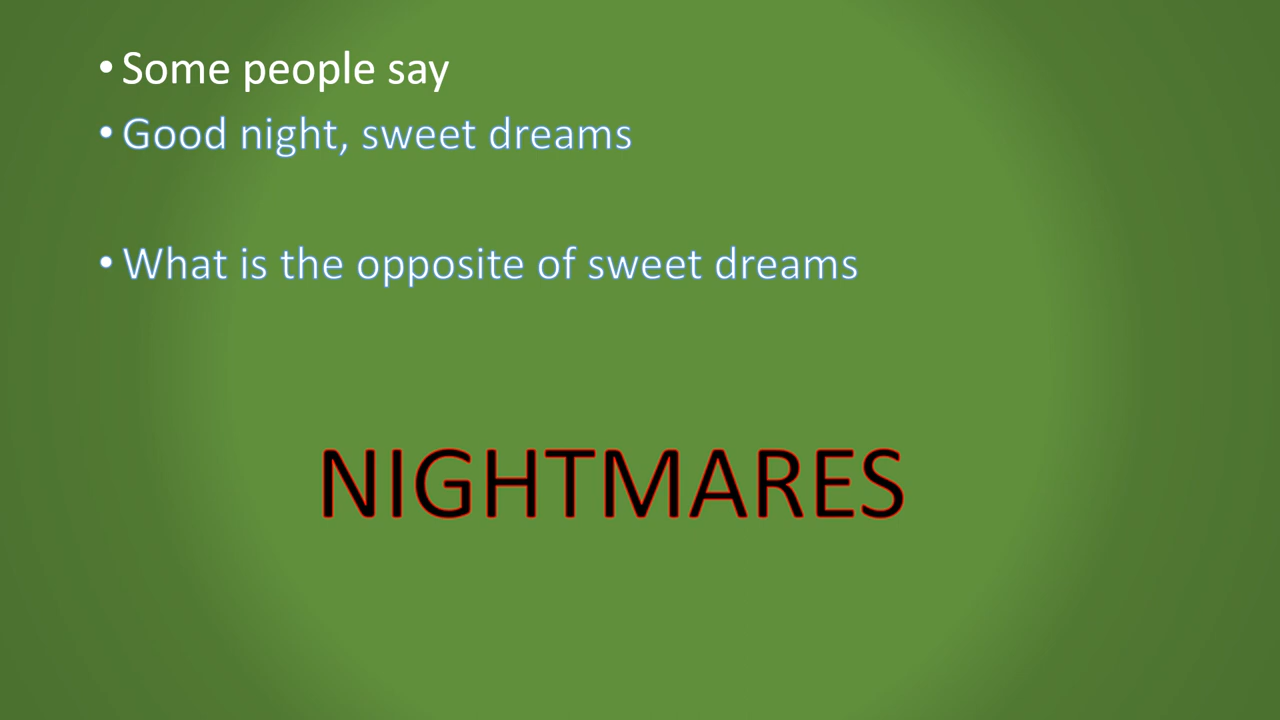 • Some people say
• Good night, sweet dreams
• What is the opposite of sweet dreams
NIGHTMARES